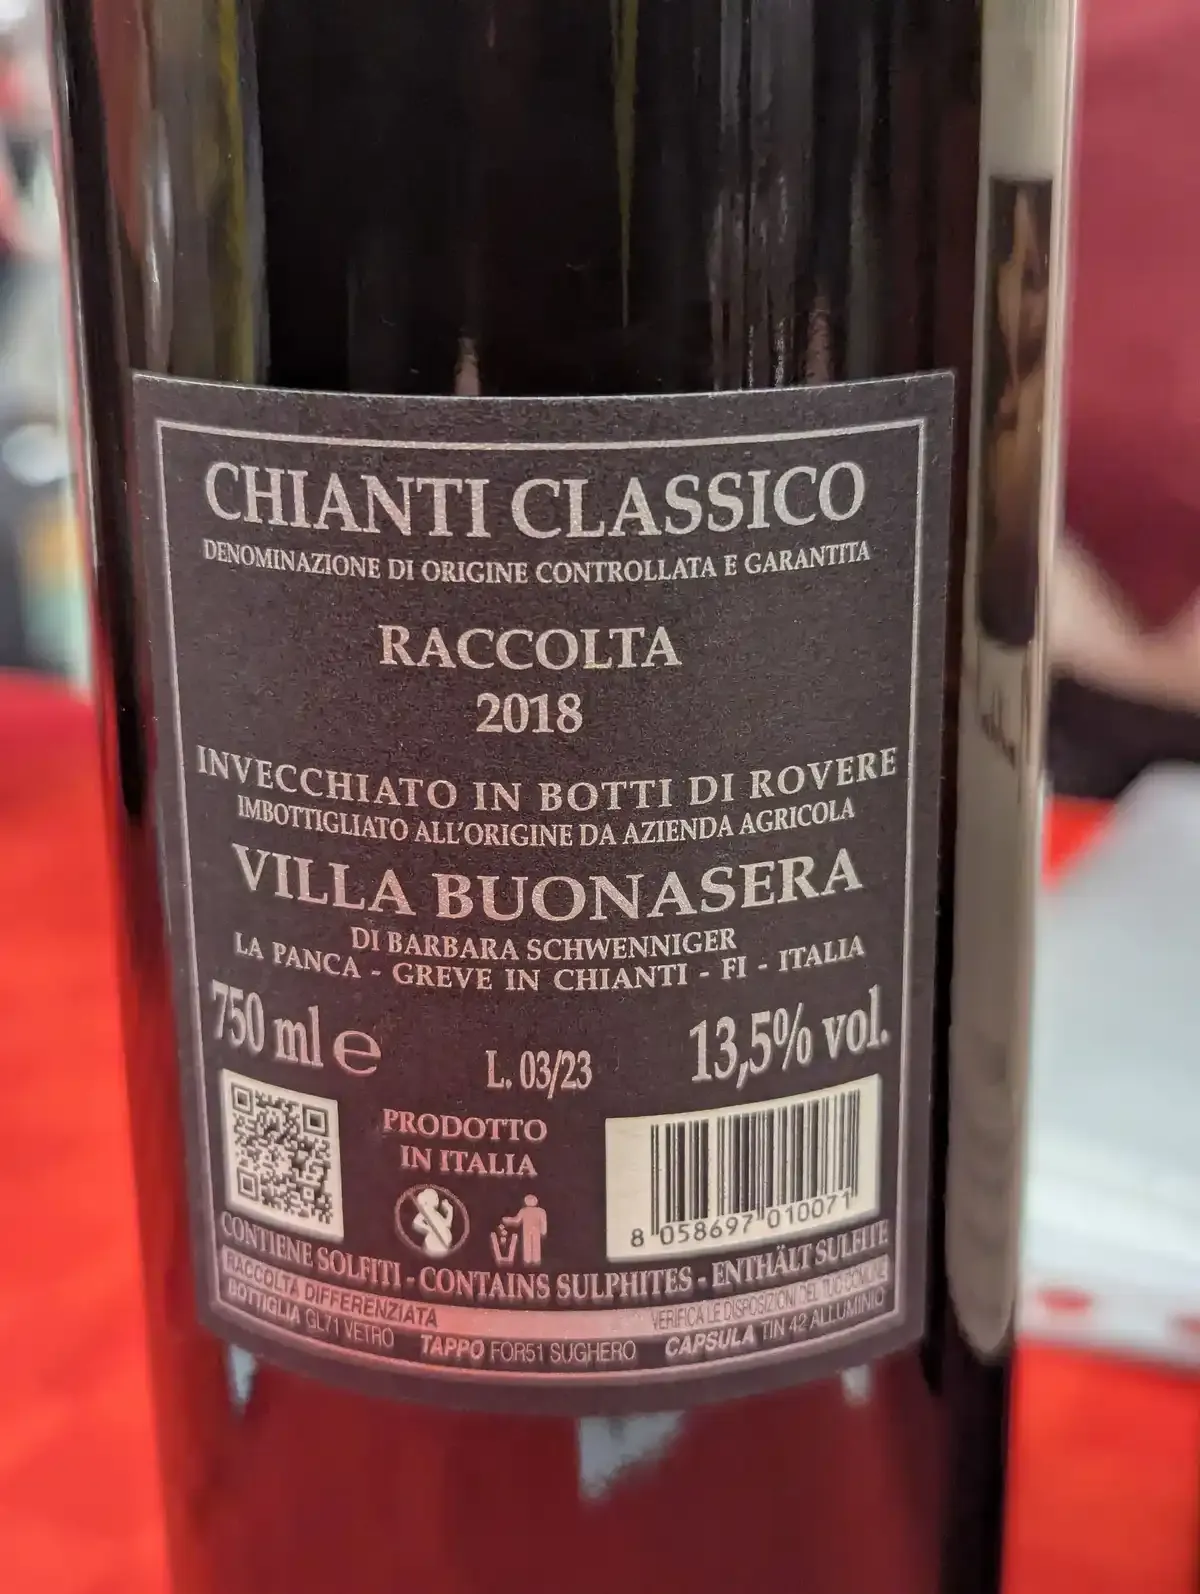 CHIANTI CLASSICO
DENOMINAZIONE DI ORIGINE CONTROLLATA E GARANTITA
RACCOLTA
2018
INVECCHIATO IN BOTTI DI ROVERE
IMBOTTIGLIATO ALL'ORIGINE DA AZIENDA AGRICOLA
VILLA BUONASERA
DI BARBARA SCHWENNIGER
LA PANCA - GREVE IN CHIANTI - FI - ITALIA
750 ml e
L. 03/23
13,5% vol.
PRODOTTO
IN ITALIA
8 058697 010071
CONTIENE SOLFITI - CONTAINS SULPHITES - ENTHÄLT SULFITE
RACCOLTA DIFFERENZIATA VERIFICA LE DISPOSIZIONI DEL TUO COMUNE
BOTTIGLIA GL71 VETRO TAPPO FOR51 SUGHERO CAPSULA TIN 42 ALLUMINIO